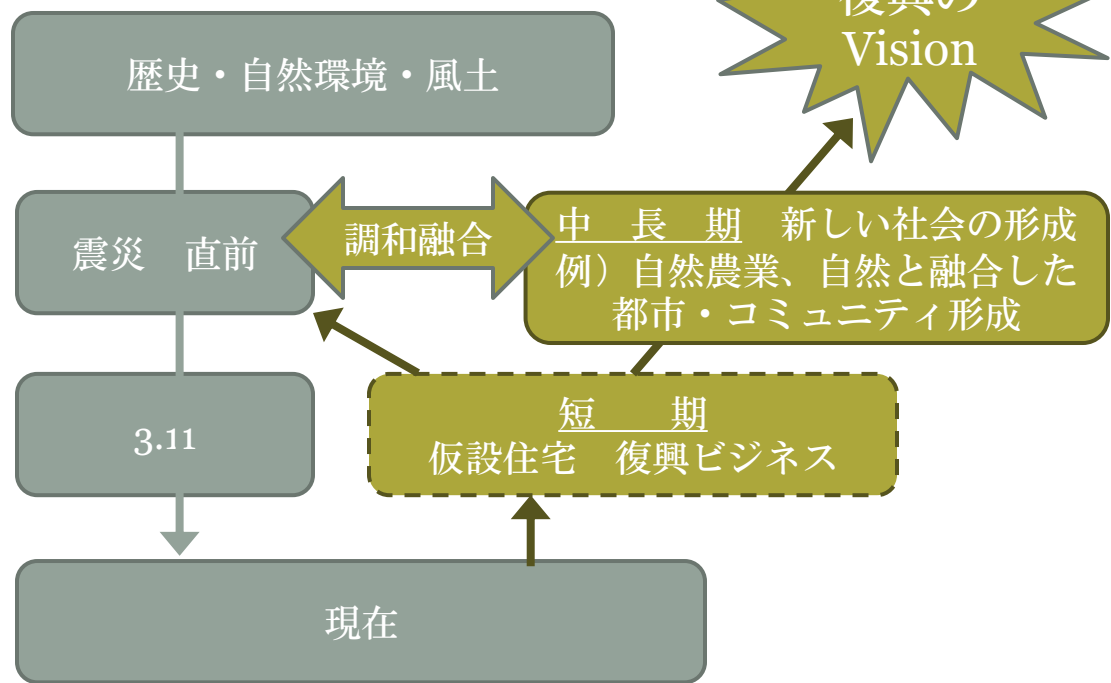 復興の
Vision
歴史・自然環境・風土
震災　直前
調和融合
中　長　期　新しい社会の形成
例）自然農業、自然と融合した
都市・コミュニティ形成
3.11
短　　期
仮設住宅　復興ビジネス
現在